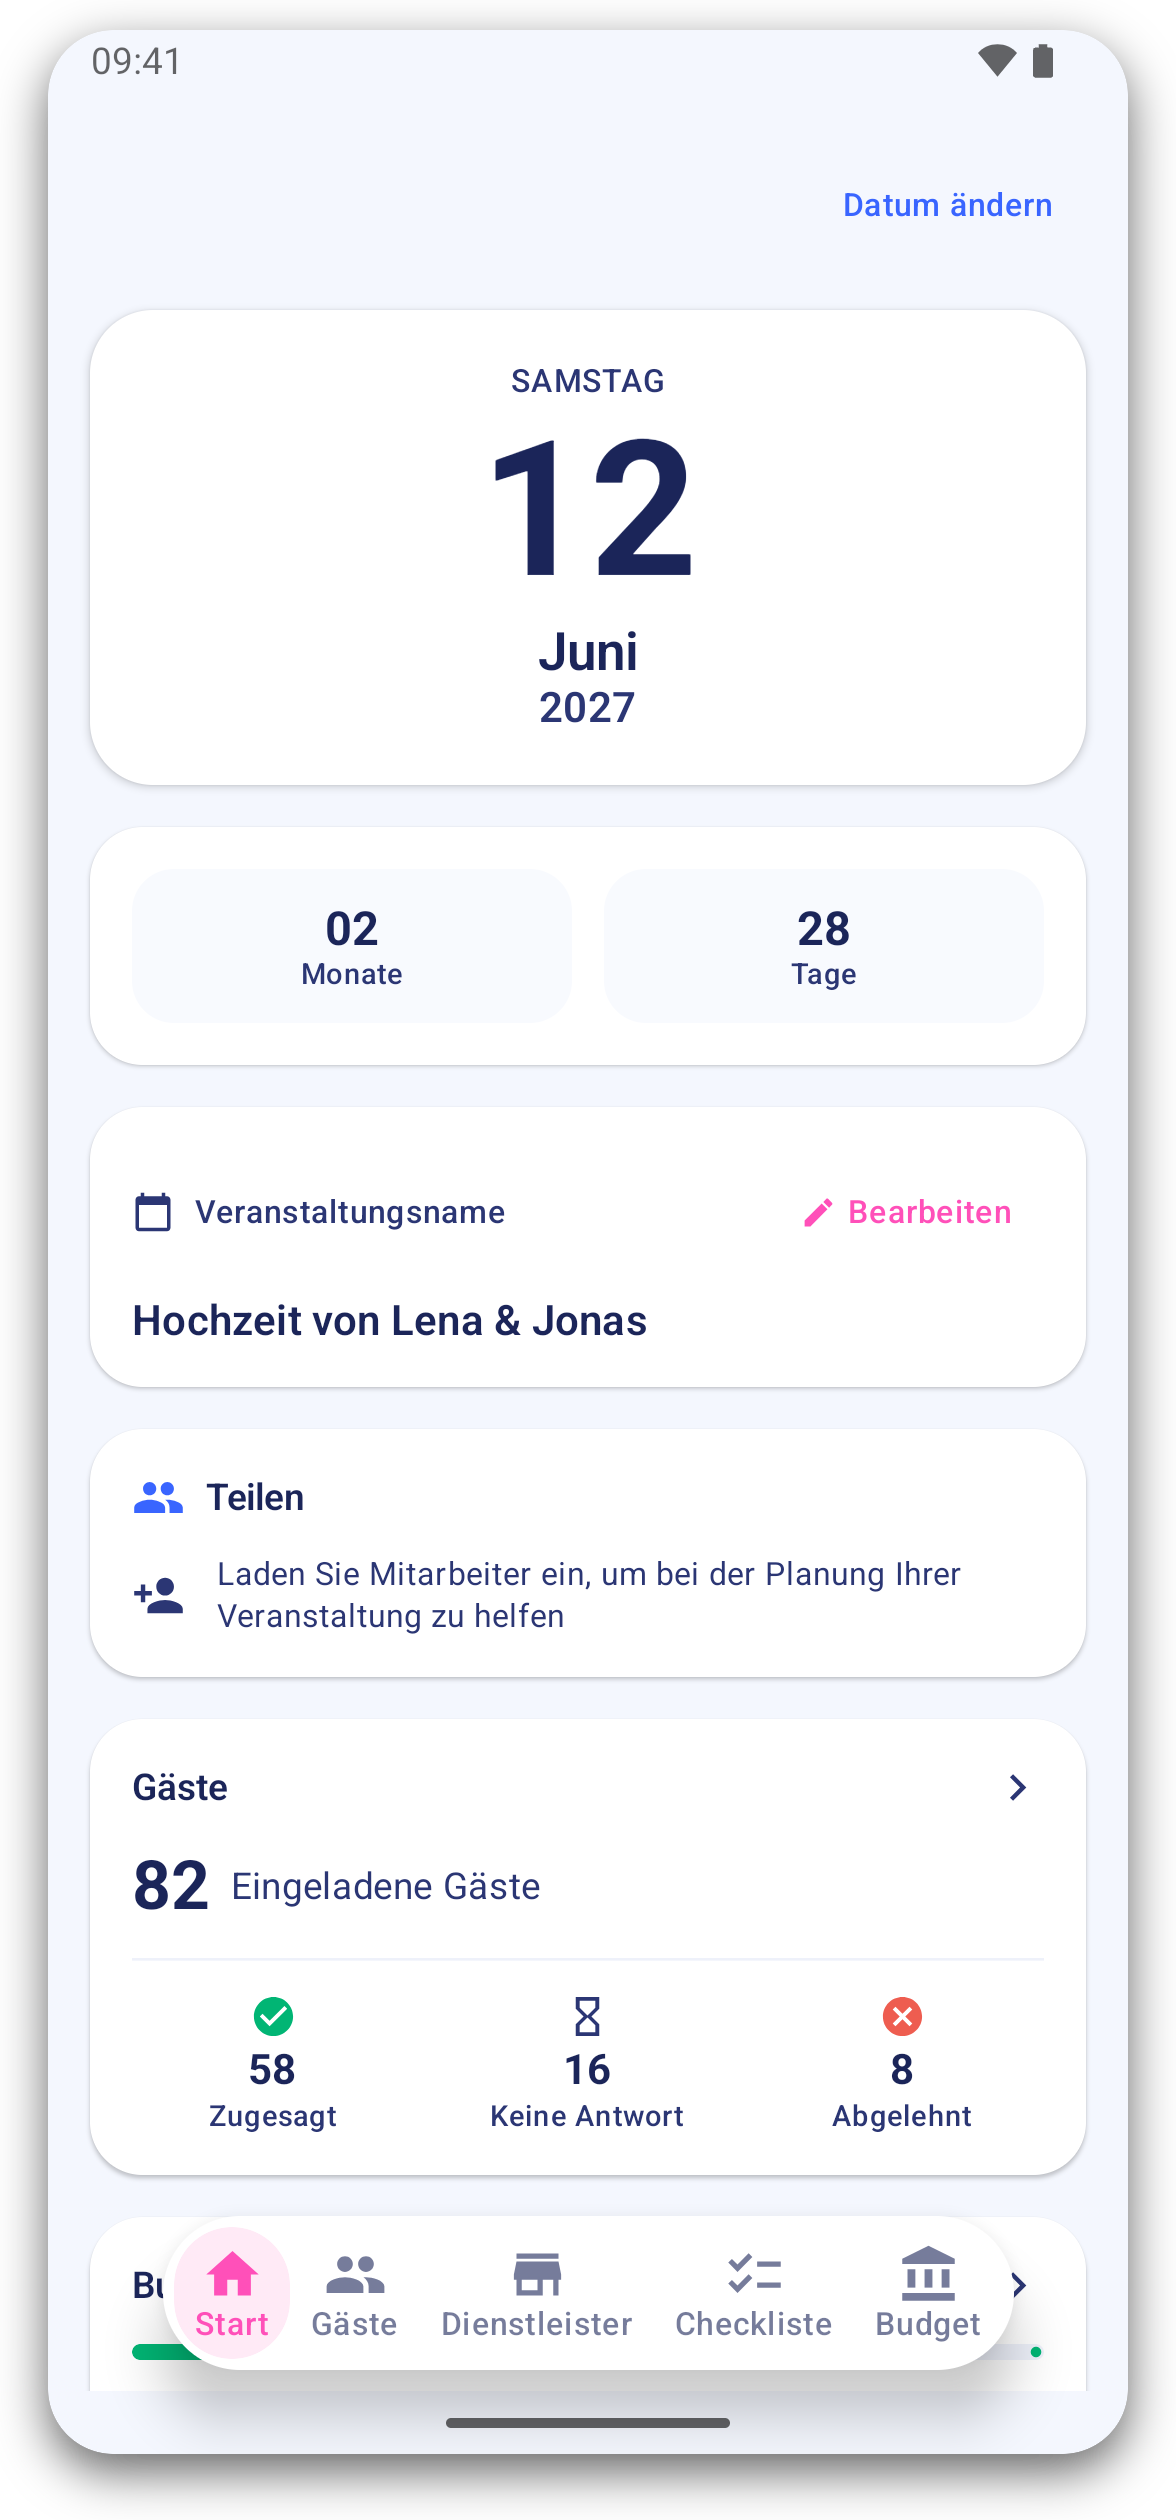 09:41
Datum ändern
SAMSTAG
12
Juni
2027
02
Monate
28
Tage
Veranstaltungsname
Bearbeiten
Hochzeit von Lena & Jonas
Teilen
Laden Sie Mitarbeiter ein, um bei der Planung Ihrer
Veranstaltung zu helfen
Gäste
82 Eingeladene Gäste
58
Zugesagt
16
Keine Antwort
8
Abgelehnt
Start
Gäste
Dienstleister
Checkliste
Budget